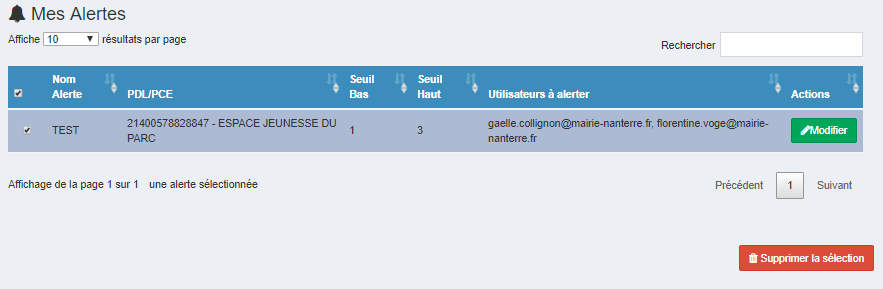 Mes Alertes
Affiche 10 résultats par page
Rechercher
Nom Alerte PDL/PCE Seuil Bas Seuil Haut Utilisateurs à alerter Actions
TEST 21400578828847 - ESPACE JEUNESSE DU PARC 1 3 gaelle.collignon@mairie-nanterre.fr, florentine.voge@mairie-nanterre.fr Modifier
Affichage de la page 1 sur 1 une alerte sélectionnée
Précédent 1 Suivant
Supprimer la sélection